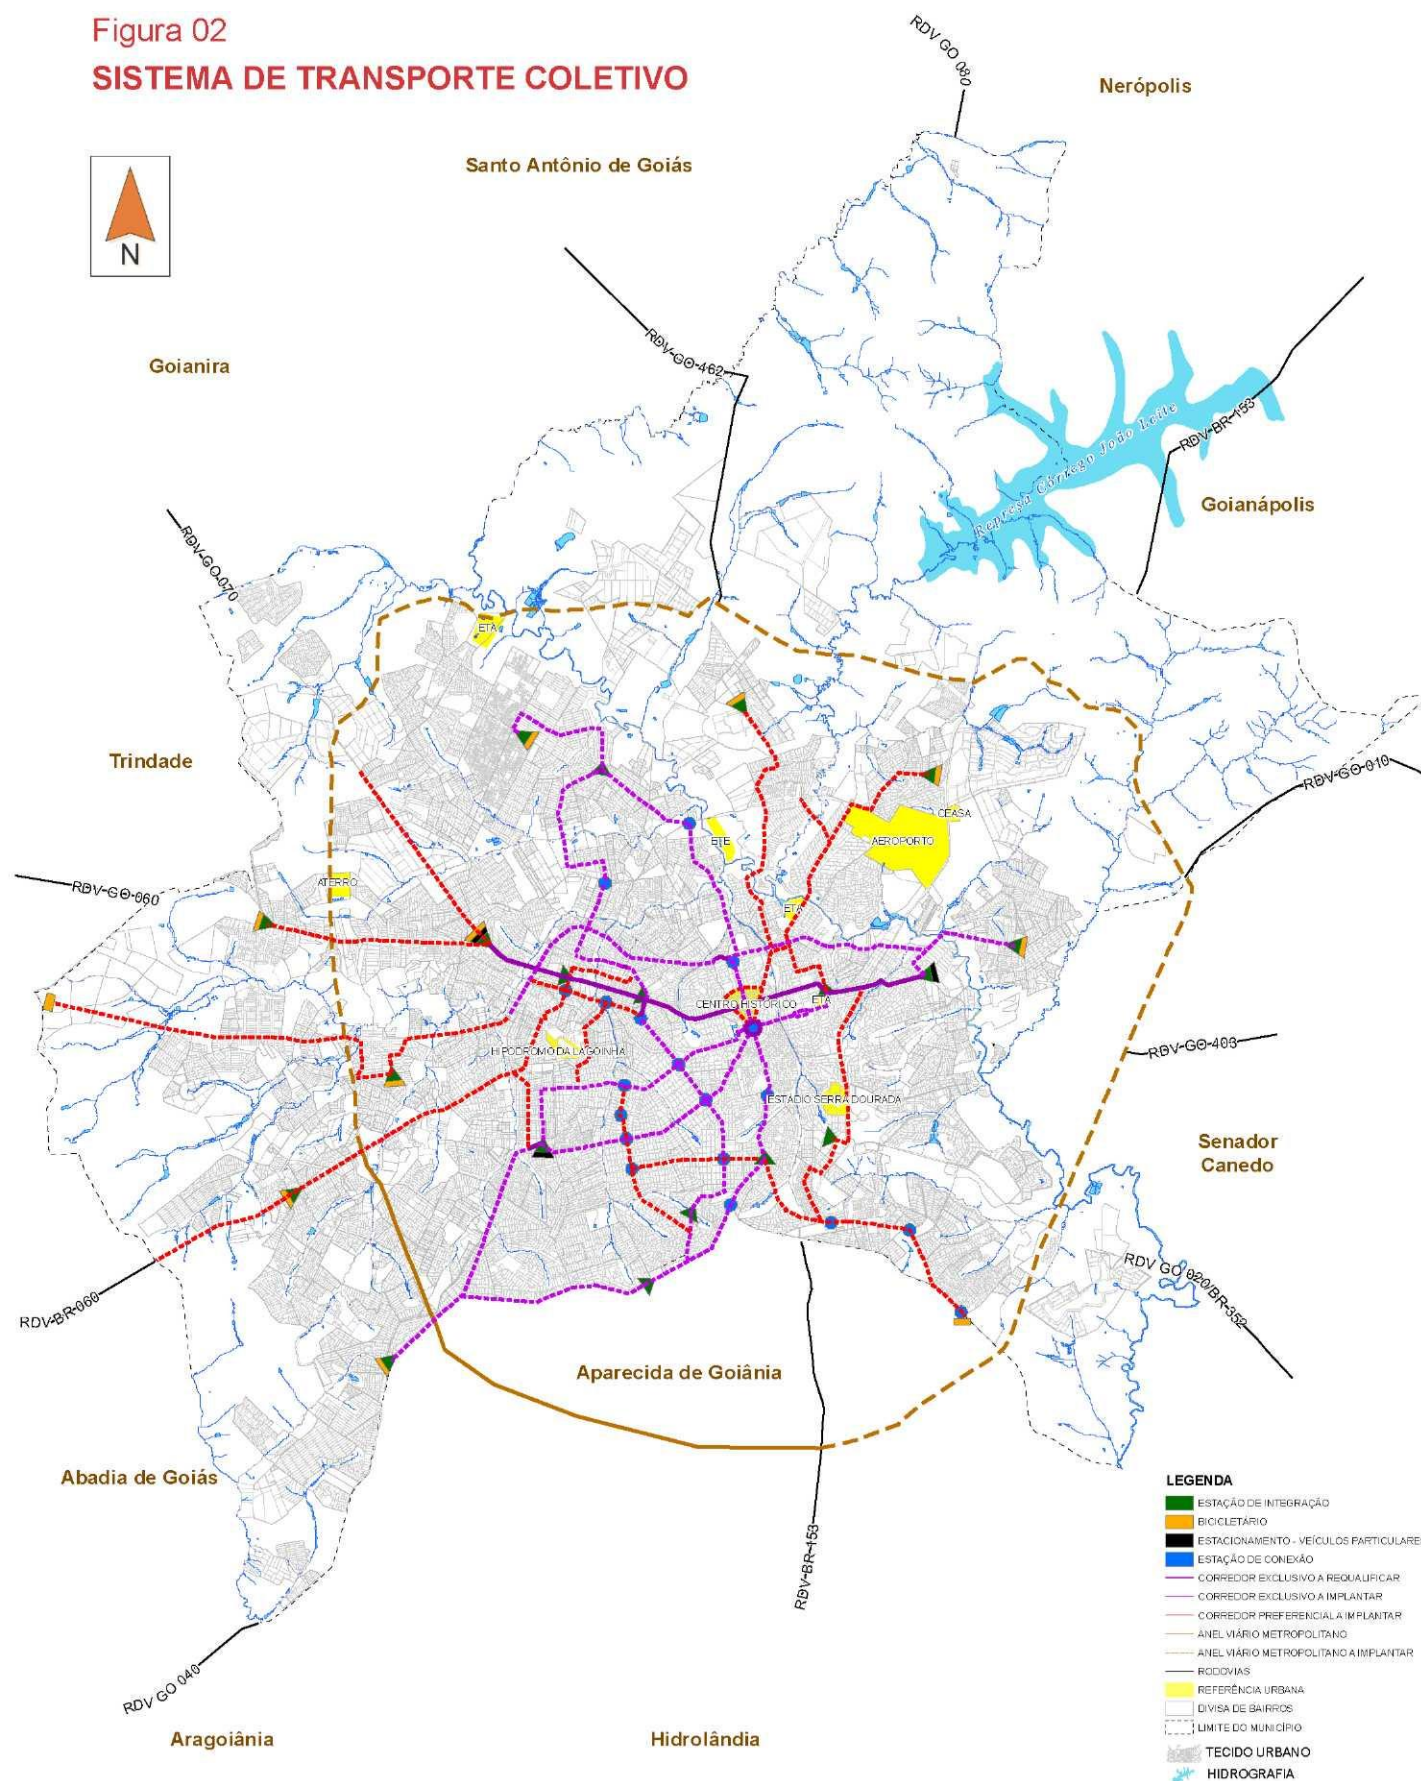 Figura 02
SISTEMA DE TRANSPORTE COLETIVO
N
RDV GO 080
Nerópolis
Santo Antônio de Goiás
Goianira
RDV-GO-462
RDV-BR-153
Represa Córrego João Leite
Goianápolis
RDV-GO-070
ETA
Trindade
RDV-GO-010
CEASA
ETE
AEROPORTO
RDV-GO-060
ATERRO
ETA
CENTRO HISTÓRICO
ETA
HIPÓDROMO DA LAGOINHA
RDV-GO-403
ESTÁDIO SERRA DOURADA
Senador
Canedo
RDV GO 020/BR-352
RDV-BR-060
Aparecida de Goiânia
Abadia de Goiás
RDV-BR-153
RDV GO 040
Aragoiânia
Hidrolândia
LEGENDA
ESTAÇÃO DE INTEGRAÇÃO
BICICLETÁRIO
ESTACIONAMENTO - VEÍCULOS PARTICULARE
ESTAÇÃO DE CONEXÃO
CORREDOR EXCLUSIVO A REQUALIFICAR
CORREDOR EXCLUSIVO A IMPLANTAR
CORREDOR PREFERENCIAL A IMPLANTAR
ANEL VIÁRIO METROPOLITANO
ANEL VIÁRIO METROPOLITANO A IMPLANTAR
RODOVIAS
REFERÊNCIA URBANA
DIVISA DE BAIRROS
LIMITE DO MUNICÍPIO
TECIDO URBANO
HIDROGRAFIA